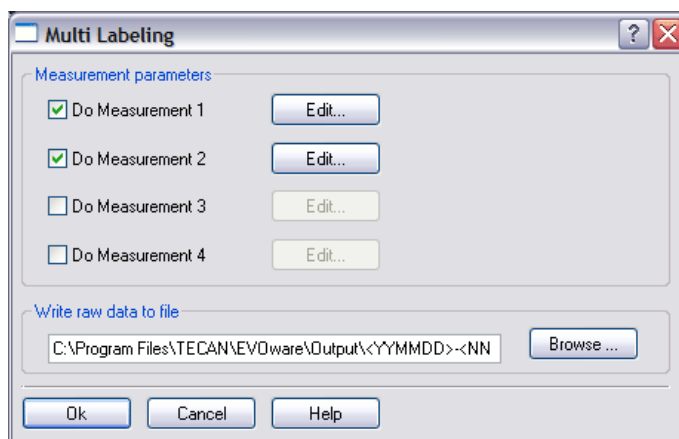 Multi Labeling
?
Measurement parameters
Do Measurement 1 Edit...
Do Measurement 2 Edit...
Do Measurement 3 Edit...
Do Measurement 4 Edit...
Write raw data to file
C:\Program Files\TECAN\EVOware\Output\<YYMMDD>-<NN Browse ...
Ok Cancel Help